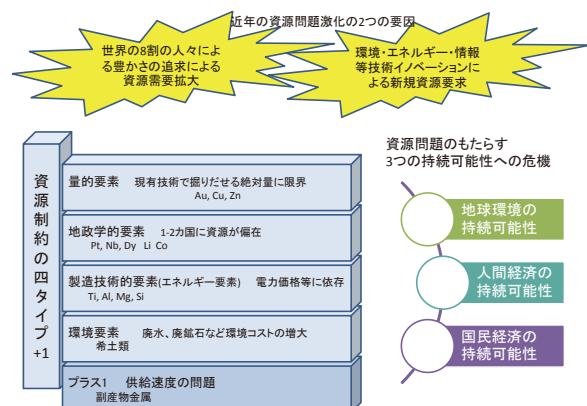 近年の資源問題激化の2つの要因
世界の8割の人々によ
る豊かさの追求による
資源需要拡大
環境・エネルギー・情報
等技術イノベーションに
よる新規資源要求
資源制約の四タイプ+1
量的要素 現有技術で掘りだせる絶対量に限界
Au, Cu, Zn
地政学的要素 1-2カ国に資源が偏在
Pt, Nb, Dy Li Co
製造技術的要素(エネルギー要素) 電力価格等に依存
Ti, Al, Mg, Si
環境要素 廃水、廃鉱石など環境コストの増大
希土類
プラス1 供給速度の問題
副産物金属
資源問題のもたらす
3つの持続可能性への危機
地球環境の
持続可能性
人間経済の
持続可能性
国民経済の
持続可能性